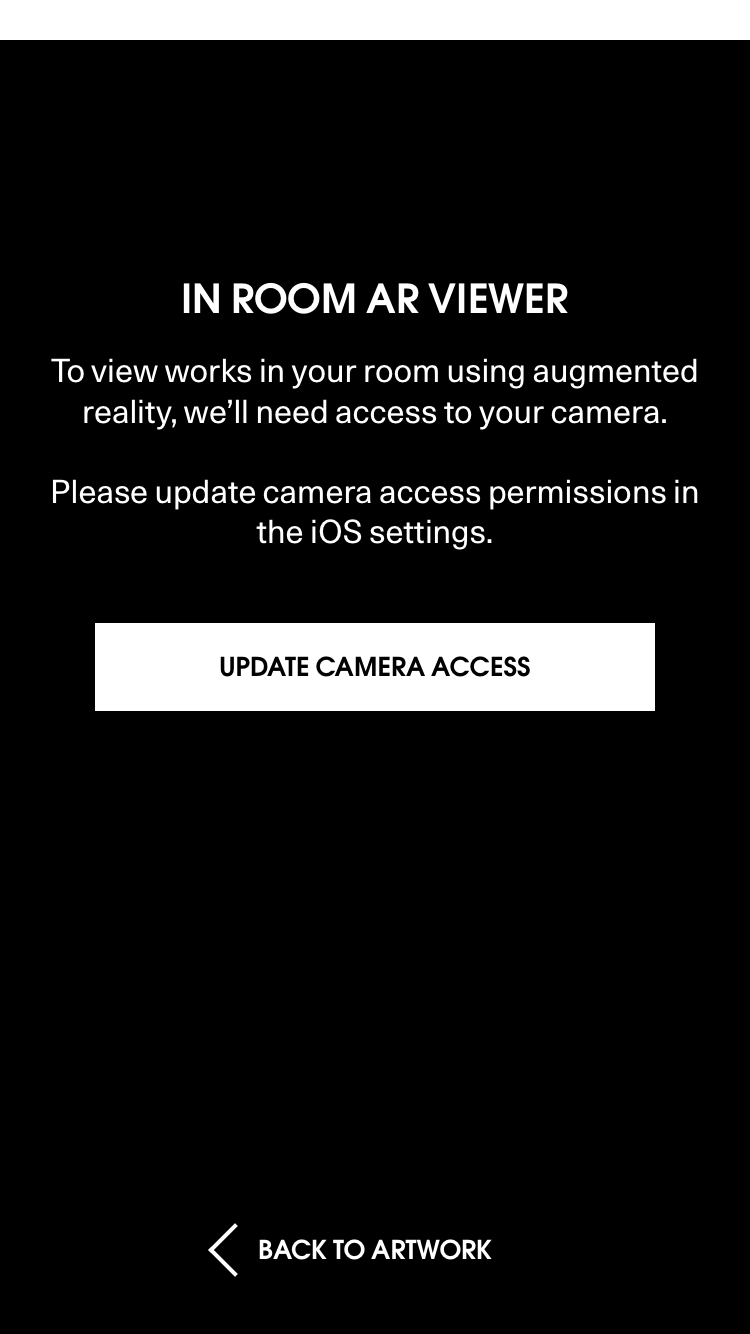 IN ROOM AR VIEWER
To view works in your room using augmented
reality, we’ll need access to your camera.
Please update camera access permissions in
the iOS settings.
UPDATE CAMERA ACCESS
BACK TO ARTWORK